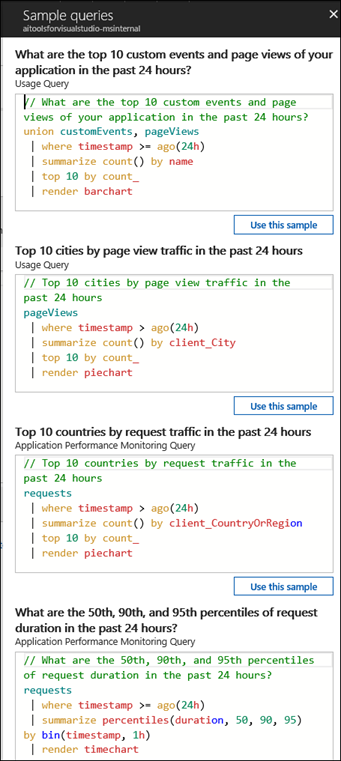 Sample queries
aitoolsforvisualstudio-msinternal
What are the top 10 custom events and page views of your
application in the past 24 hours?
Usage Query
// What are the top 10 custom events and page
views of your application in the past 24 hours?
union customEvents, pageViews
| where timestamp >= ago(24h)
| summarize count() by name
| top 10 by count_
| render barchart
Use this sample
Top 10 cities by page view traffic in the past 24 hours
Usage Query
// Top 10 cities by page view traffic in the
past 24 hours
pageViews
| where timestamp > ago(24h)
| summarize count() by client_City
| top 10 by count_
| render piechart
Use this sample
Top 10 countries by request traffic in the past 24 hours
Application Performance Monitoring Query
// Top 10 countries by request traffic in the
past 24 hours
requests
| where timestamp > ago(24h)
| summarize count() by client_CountryOrRegion
| top 10 by count_
| render piechart
Use this sample
What are the 50th, 90th, and 95th percentiles of request
duration in the past 24 hours?
Application Performance Monitoring Query
// What are the 50th, 90th, and 95th percentiles
of request duration in the past 24 hours?
requests
| where timestamp >= ago(24h)
| summarize percentiles(duration, 50, 90, 95)
by bin(timestamp, 1h)
| render timechart